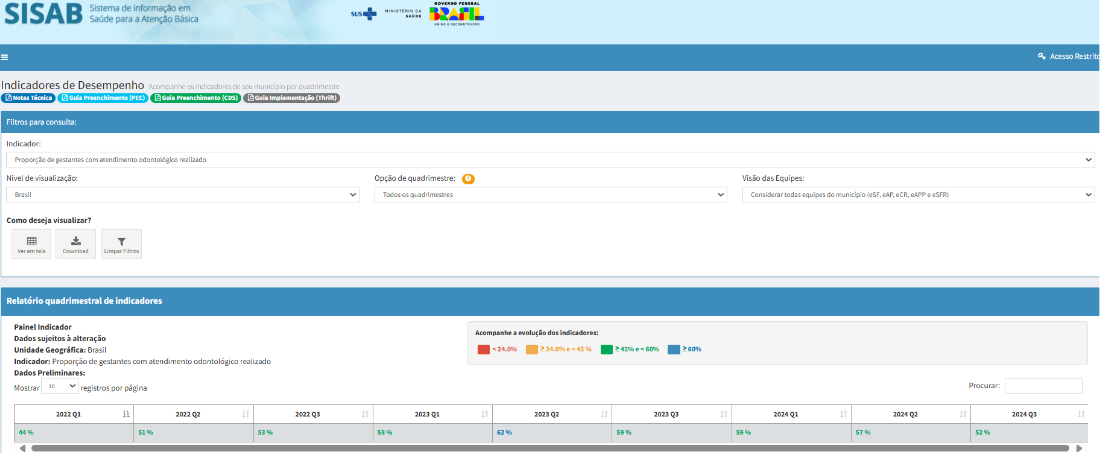 SISAB Sistema de informação em
Saúde para a Atenção Básica
SUS MINISTÉRIO DA SAÚDE GOVERNO FEDERAL BRASIL UNIÃO E RECONSTRUÇÃO
Acesso Restrito
Indicadores de Desempenho Acompanhe os indicadores de seu município por quadrimestre
Notas Técnica Guia Preenchimento (PEC) Guia Preenchimento (CDS) Guia Implementação (Thrift)
Filtros para consulta:
Indicador:
Proporção de gestantes com atendimento odontológico realizado
Nível de visualização: Opção de quadrimestre: Visão das Equipes:
Brasil Todos os quadrimestres Considerar todas equipes do município (eSF, eAP, eCR, eAPP e eSFR)
Como deseja visualizar?
Ver em tela Download Limpar Filtros
Relatório quadrimestral de indicadores
Painel Indicador
Dados sujeitos à alteração
Unidade Geográfica: Brasil
Indicador: Proporção de gestantes com atendimento odontológico realizado
Dados Preliminares:
Acompanhe a evolução dos indicadores:
< 24.0% ≥ 24.0% e < 42 % ≥ 42% e < 60% ≥ 60%
Mostrar 10 registros por página Procurar:
2022 Q1 2022 Q2 2022 Q3 2023 Q1 2023 Q2 2023 Q3 2024 Q1 2024 Q2 2024 Q3
44 % 51 % 53 % 58 % 62 % 59 % 59 % 57 % 52 %